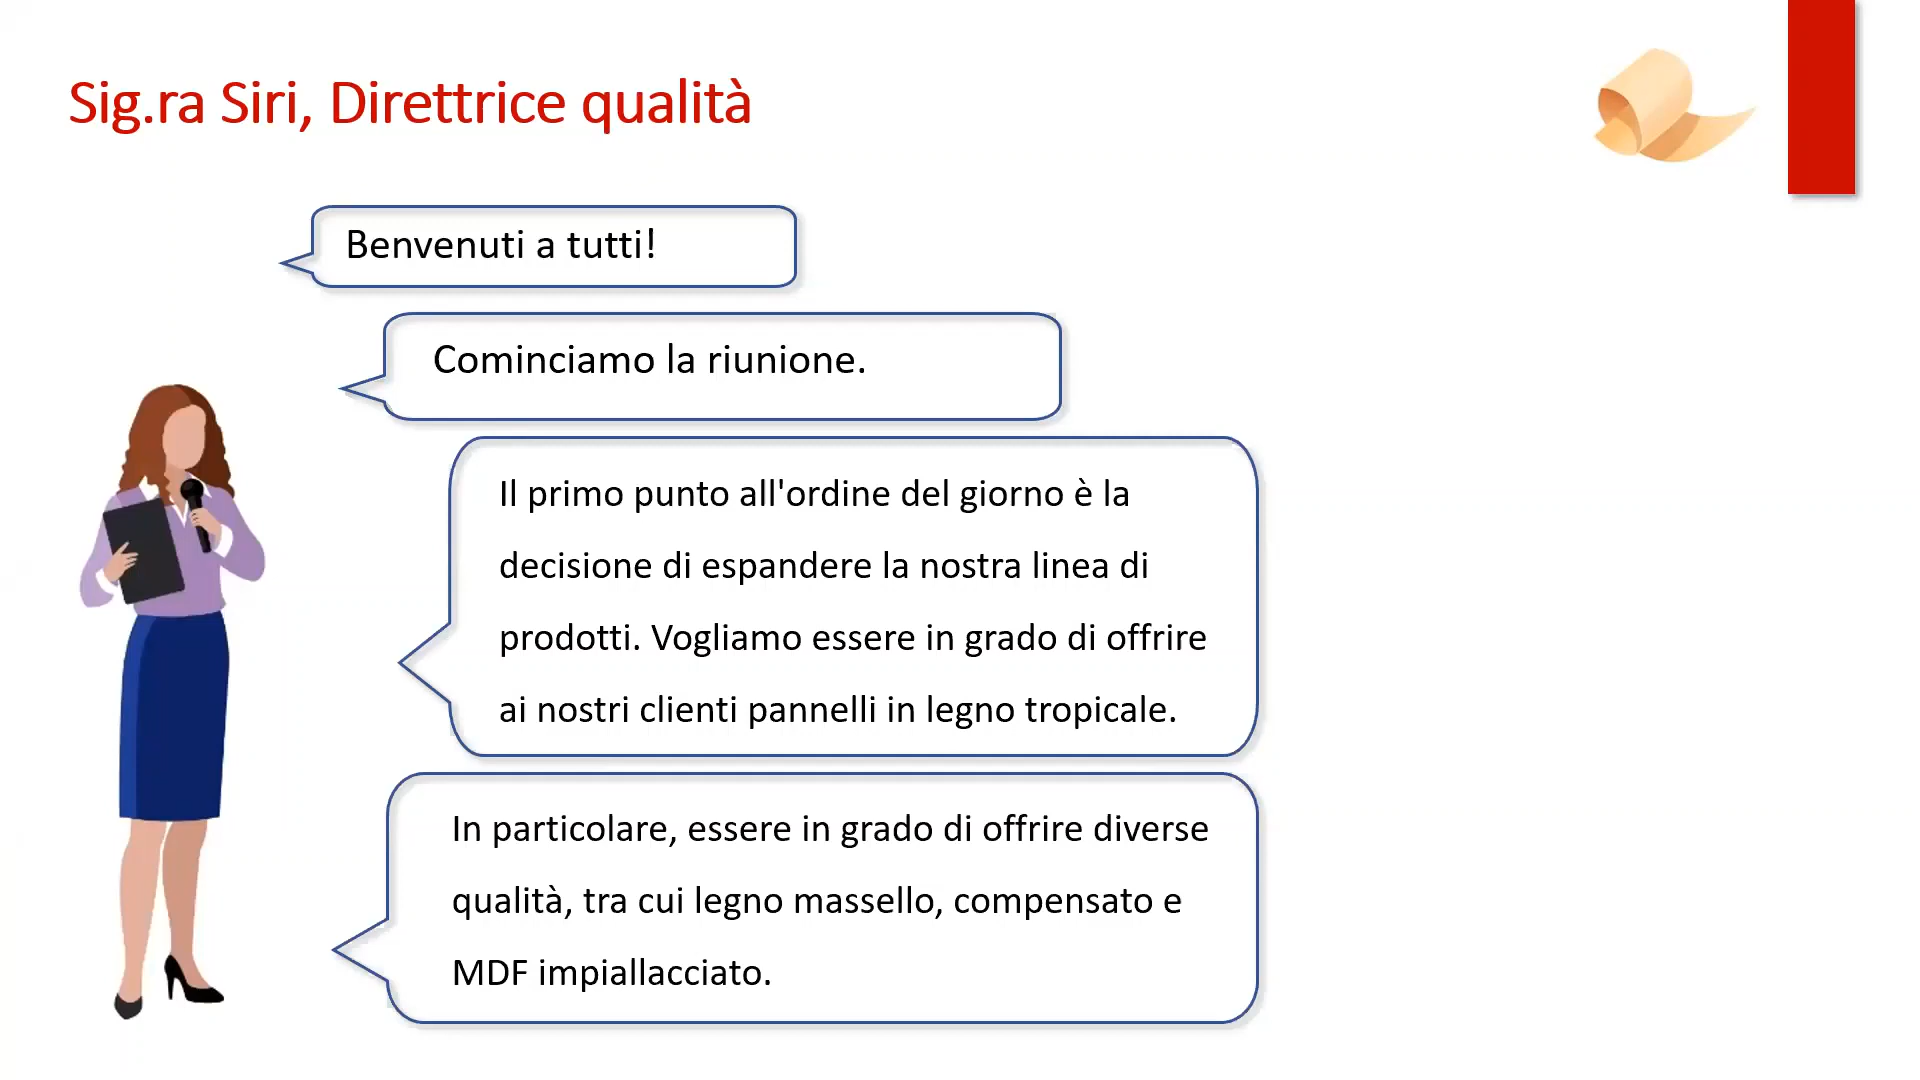 Sig.ra Siri, Direttrice qualità
Benvenuti a tutti!
Cominciamo la riunione.
Il primo punto all'ordine del giorno è la
decisione di espandere la nostra linea di
prodotti. Vogliamo essere in grado di offrire
ai nostri clienti pannelli in legno tropicale.
In particolare, essere in grado di offrire diverse
qualità, tra cui legno massello, compensato e
MDF impiallacciato.